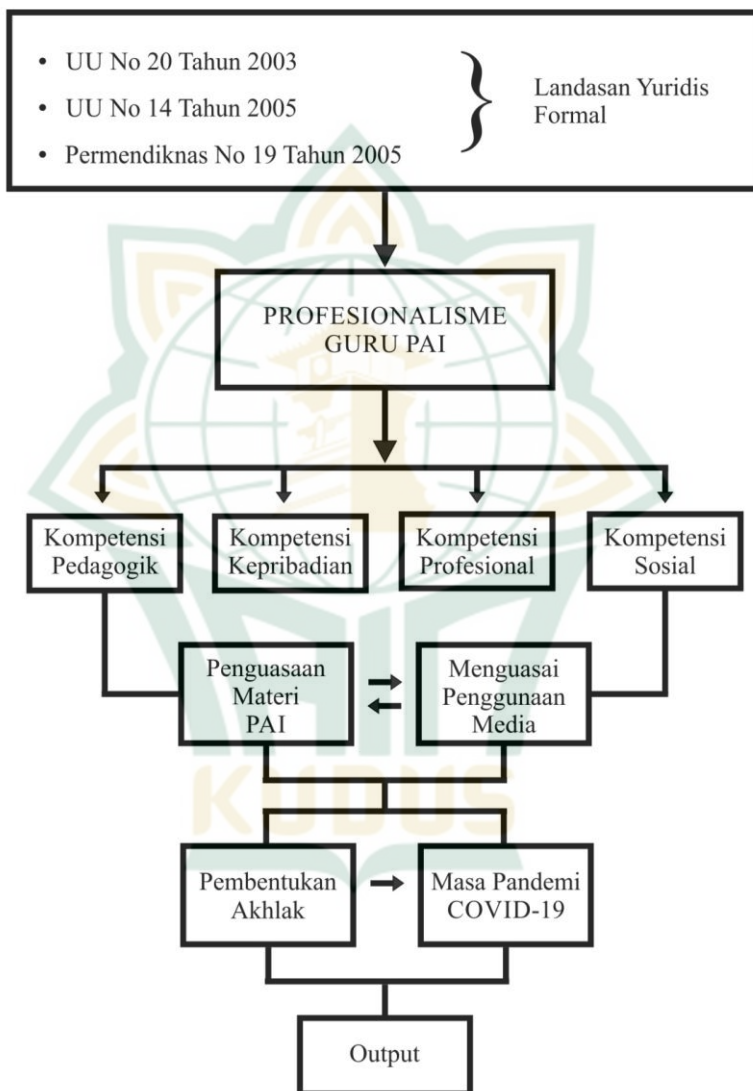 • UU No 20 Tahun 2003
• UU No 14 Tahun 2005
• Permendiknas No 19 Tahun 2005
Landasan Yuridis
Formal
PROFESIONALISME
GURU PAI
Kompetensi
Pedagogik
Kompetensi
Kepribadian
Kompetensi
Profesional
Kompetensi
Sosial
Penguasaan
Materi
PAI
Menguasai
Penggunaan
Media
KUDUS
Pembentukan
Akhlak
Masa Pandemi
COVID-19
Output